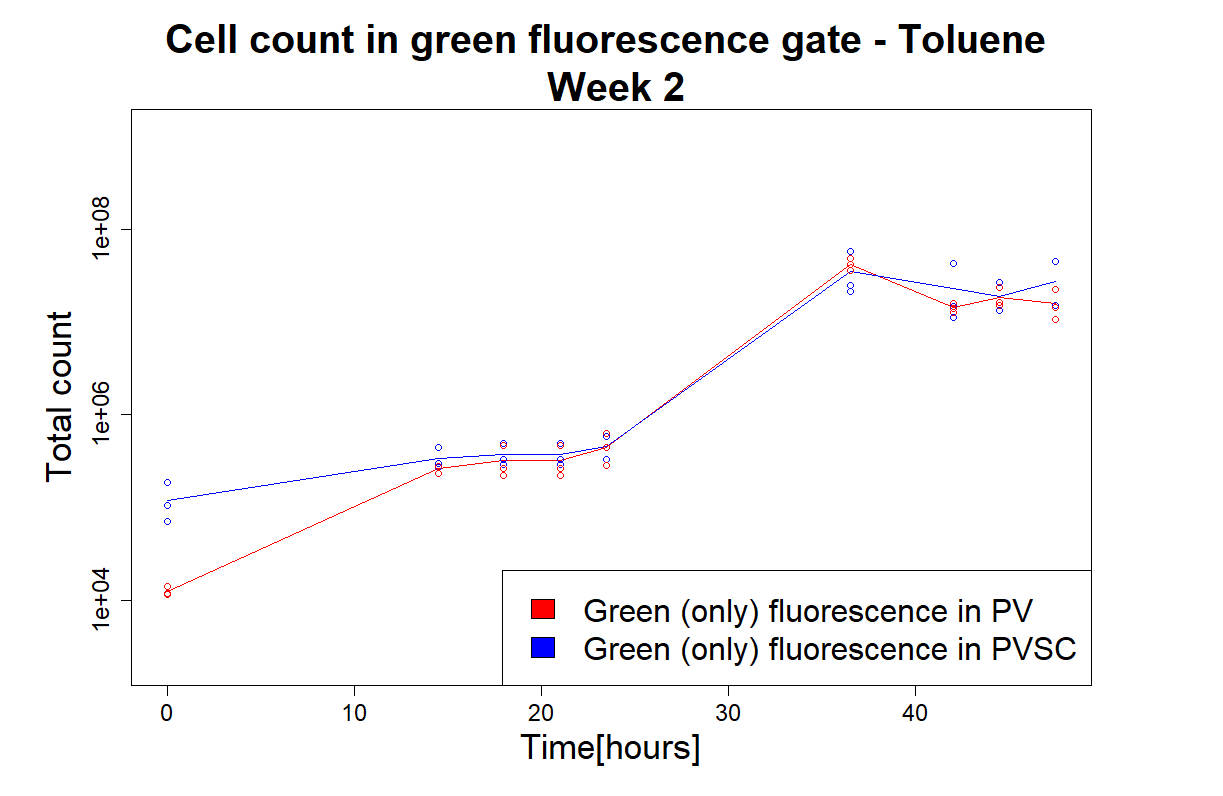 Cell count in green fluorescence gate - Toluene
Week 2
Total count
1e+08
1e+06
1e+04
Green (only) fluorescence in PV
Green (only) fluorescence in PVSC
0 10 20 30 40
Time[hours]